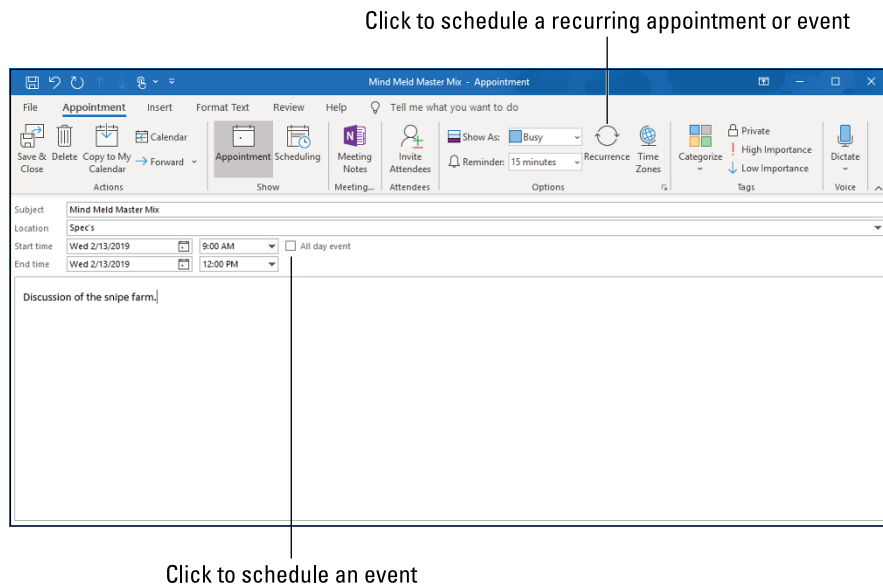 Click to schedule a recurring appointment or event
Mind Meld Master Mix - Appointment
File Appointment Insert Format Text Review Help Tell me what you want to do
Save & Close
Delete
Copy to My Calendar
Calendar
Forward
Actions
Appointment
Scheduling
Show
Meeting Notes
Meeting...
Invite Attendees
Attendees
Show As: Busy
Reminder: 15 minutes
Recurrence
Time Zones
Options
Categorize
Private
High Importance
Low Importance
Tags
Dictate
Voice
Subject Mind Meld Master Mix
Location Spec's
Start time Wed 2/13/2019 9:00 AM All day event
End time Wed 2/13/2019 12:00 PM
Discussion of the snipe farm.
Click to schedule an event